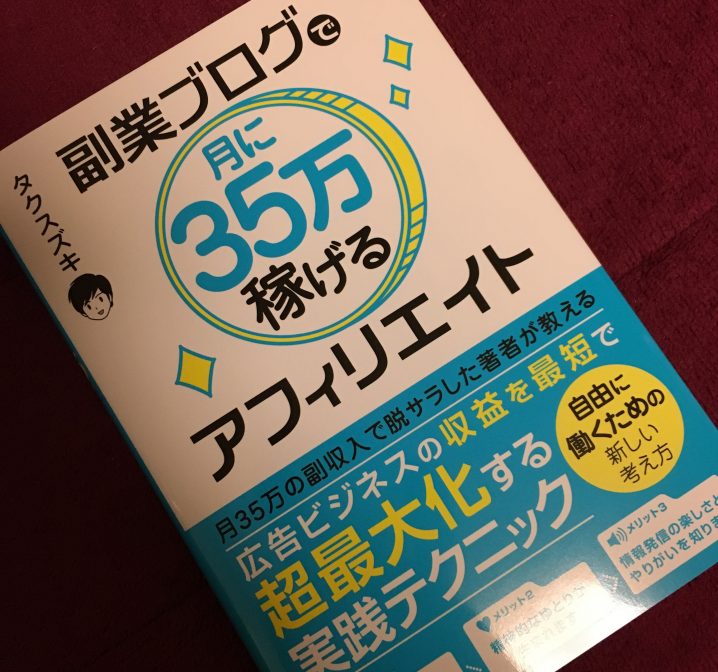 副業ブログで
月に
35万
稼げる
アフィリエイト
タクスズキ
月35万の副収入で脱サラした著者が教える
広告ビジネスの収益を最短で
超最大化する
実践テクニック
自由に
働くための
新しい
考え方
メリット2
メリット3
情報発信の楽しさと
やりがいを知りま